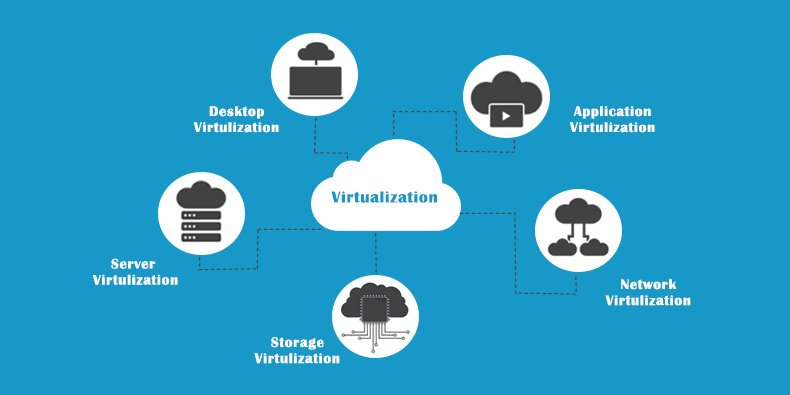 Desktop
Virtulization
Application
Virtulization
Virtualization
Server
Virtulization
Network
Virtulization
Storage
Virtulization